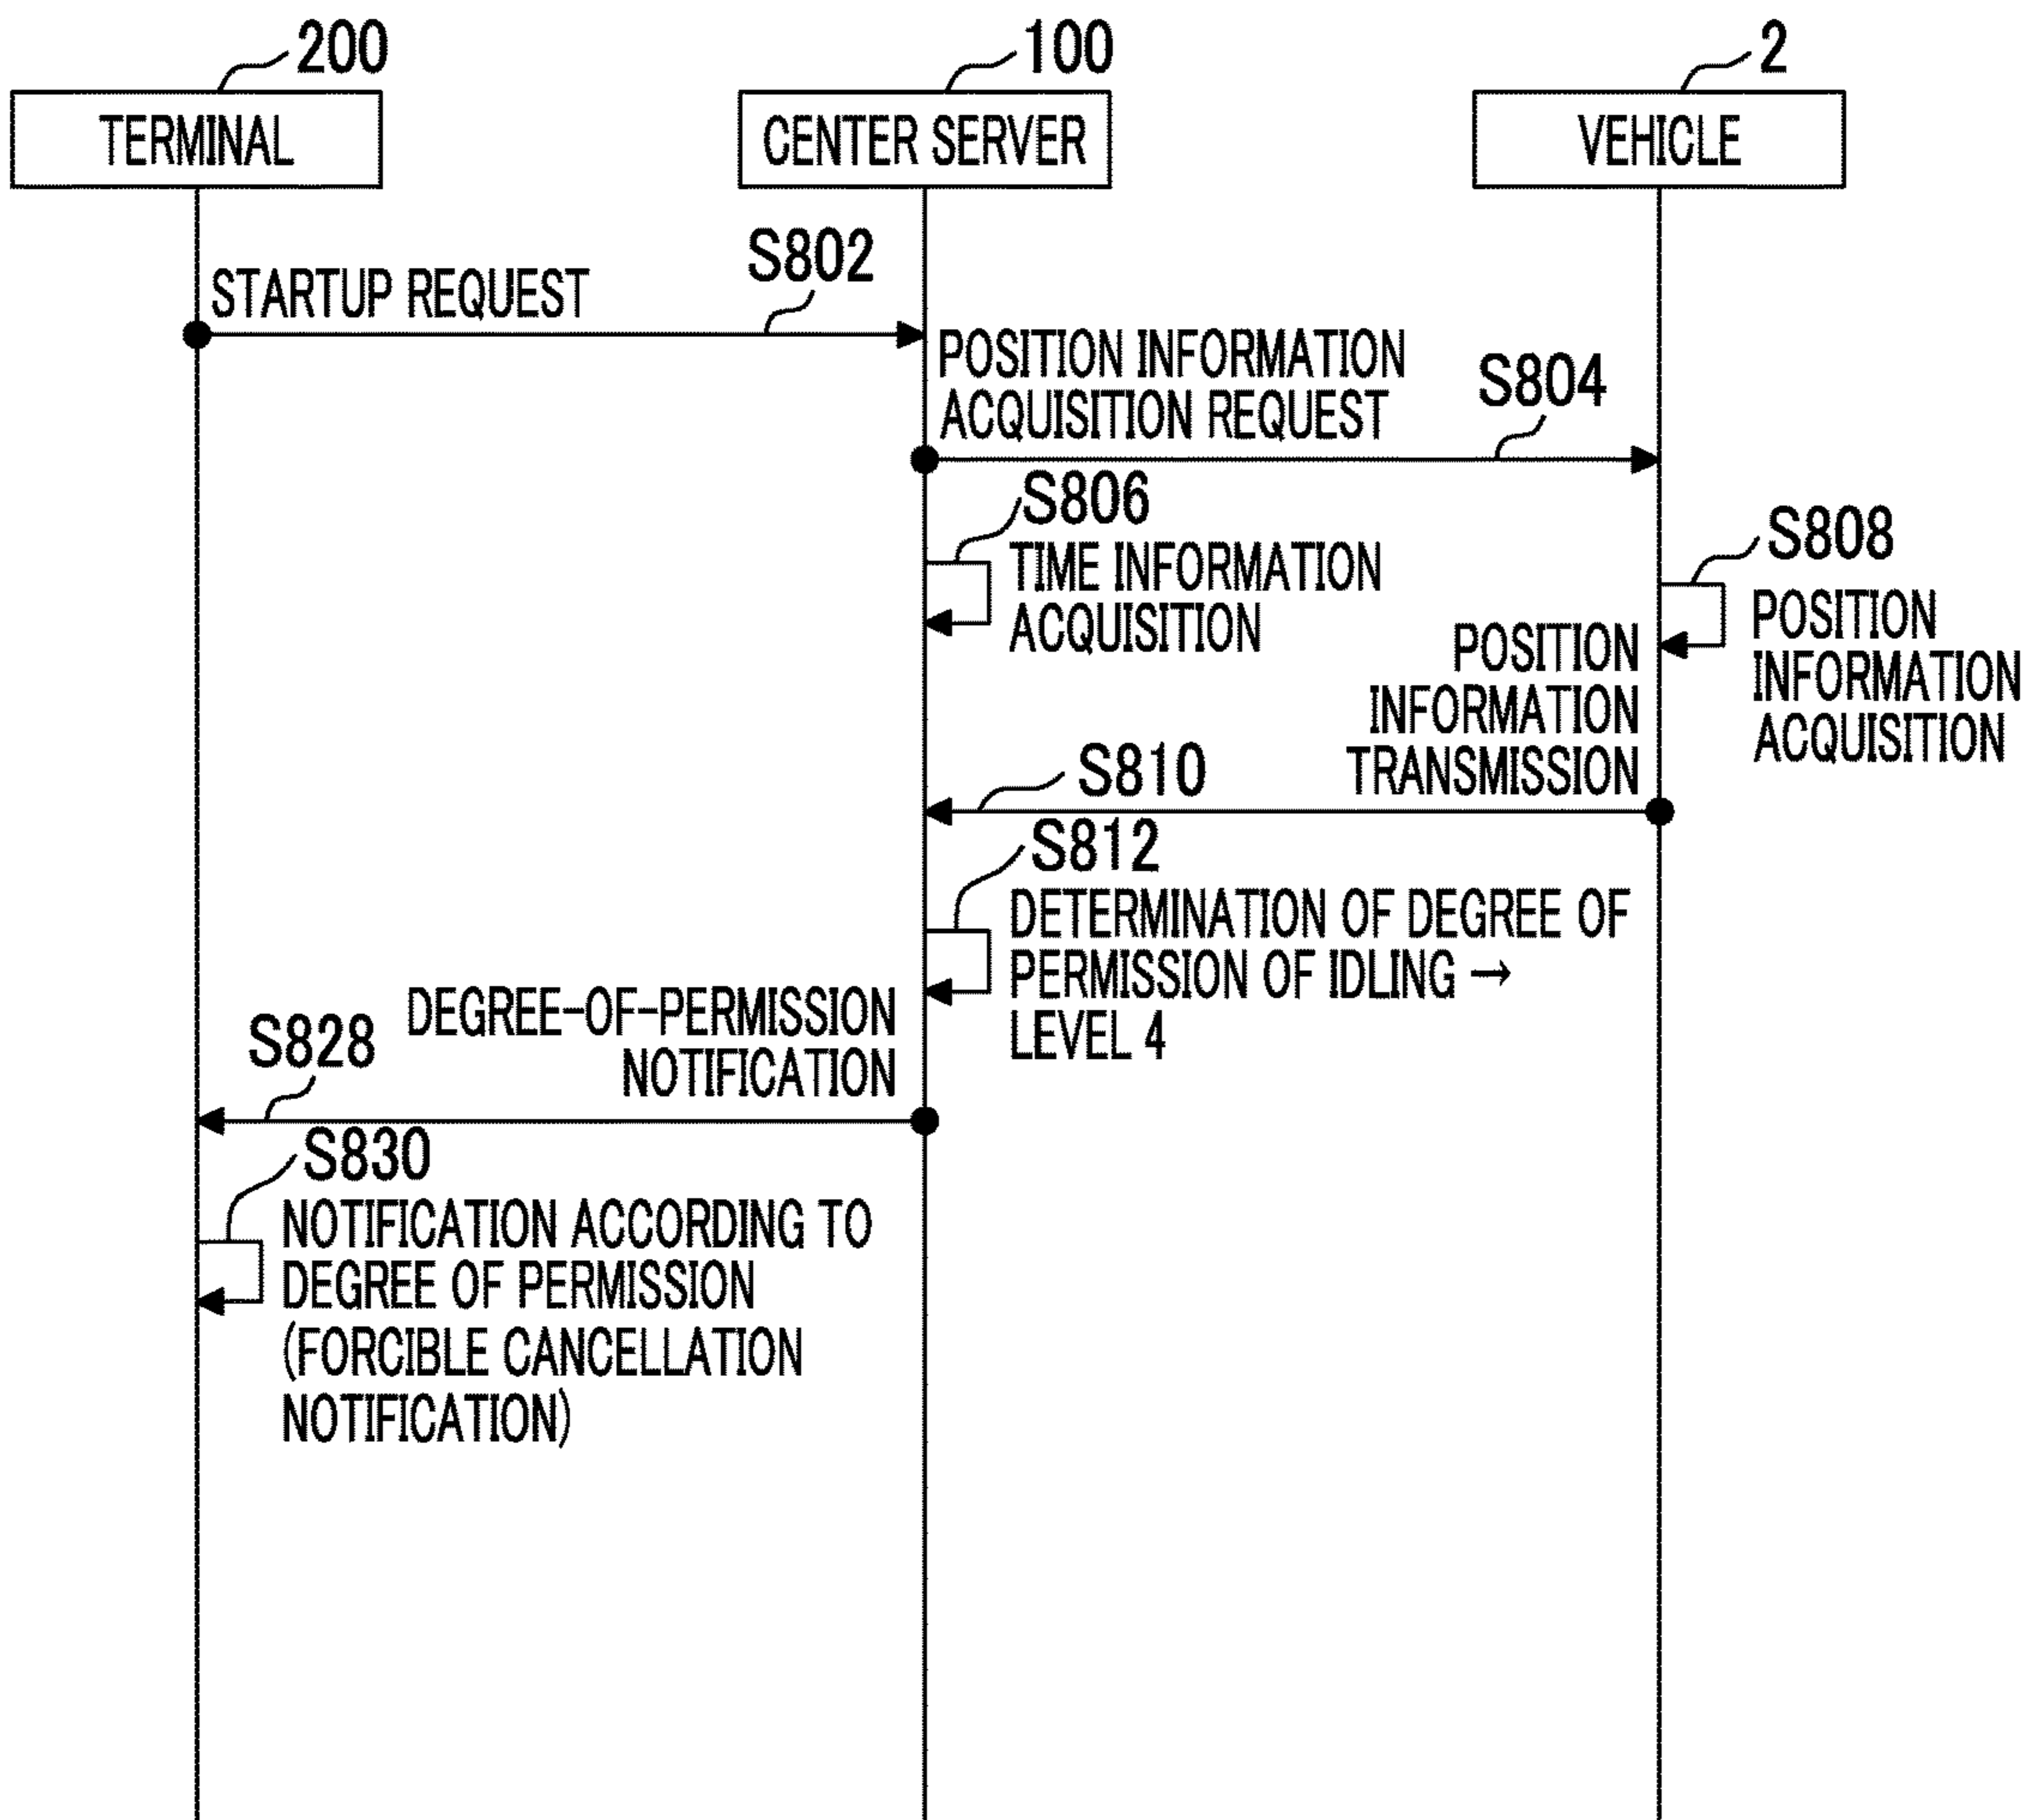 200
100
2
TERMINAL
CENTER SERVER
VEHICLE
S802
STARTUP REQUEST
POSITION INFORMATION
ACQUISITION REQUEST
S804
S806
TIME INFORMATION
ACQUISITION
S808
POSITION
INFORMATION
ACQUISITION
POSITION
INFORMATION
TRANSMISSION
S810
S812
DETERMINATION OF DEGREE OF
PERMISSION OF IDLING →
LEVEL 4
DEGREE-OF-PERMISSION
NOTIFICATION
S828
S830
NOTIFICATION ACCORDING TO
DEGREE OF PERMISSION
(FORCIBLE CANCELLATION
NOTIFICATION)